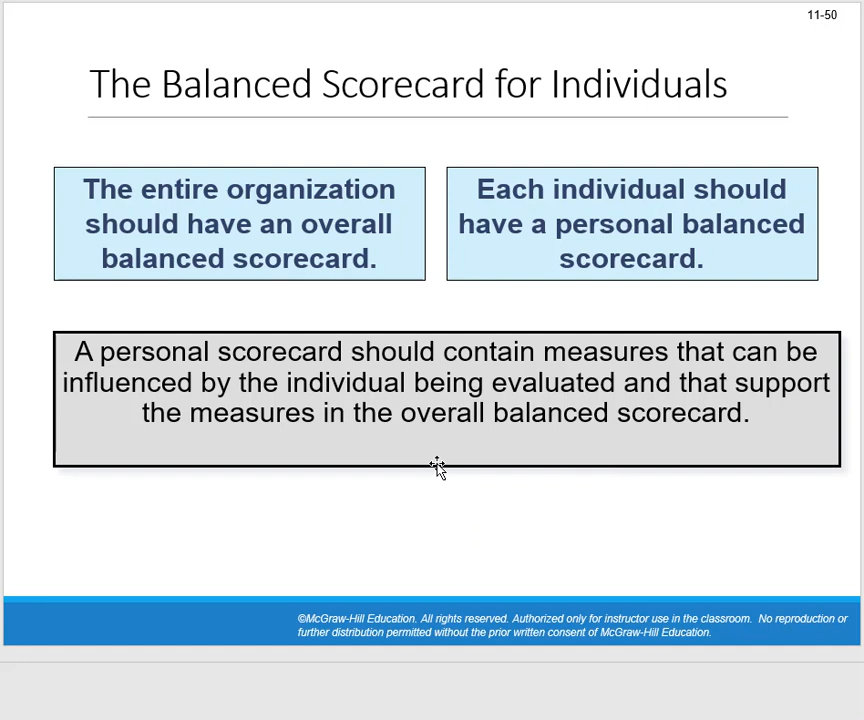 11-50
The Balanced Scorecard for Individuals
The entire organization
should have an overall
balanced scorecard.
Each individual should
have a personal balanced
scorecard.
A personal scorecard should contain measures that can be
influenced by the individual being evaluated and that support
the measures in the overall balanced scorecard.
©McGraw-Hill Education. All rights reserved. Authorized only for instructor use in the classroom. No reproduction or
further distribution permitted without the prior written consent of McGraw-Hill Education.